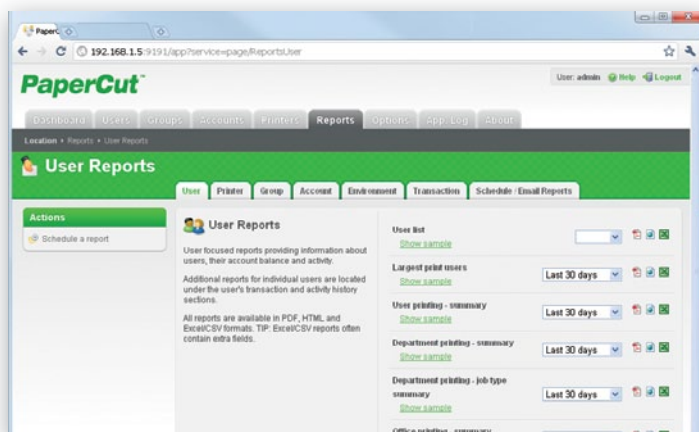 PaperCut
192.168.1.5:9191/app?service=page/ReportsUser
PaperCut™
User: admin Help Logout
Dashboard Users Groups Accounts Printers Reports Options App. Log About
Location Reports User Reports
User Reports
User Printer Group Account Environment Transaction Schedule / Email Reports
Actions
Schedule a report
User Reports
User focused reports providing information about
users, their account balance and activity.
Additional reports for individual users are located
under the user's transaction and activity history
sections.
All reports are available in PDF, HTML and
Excel/CSV formats. TIP: Excel/CSV reports often
contain extra fields.
User list
Show sample
Largest print users
Last 30 days
Show sample
User printing - summary
Last 30 days
Show sample
Department printing - summary
Last 30 days
Show sample
Department printing - job type
summary
Last 30 days
Show sample
Office printing - summary